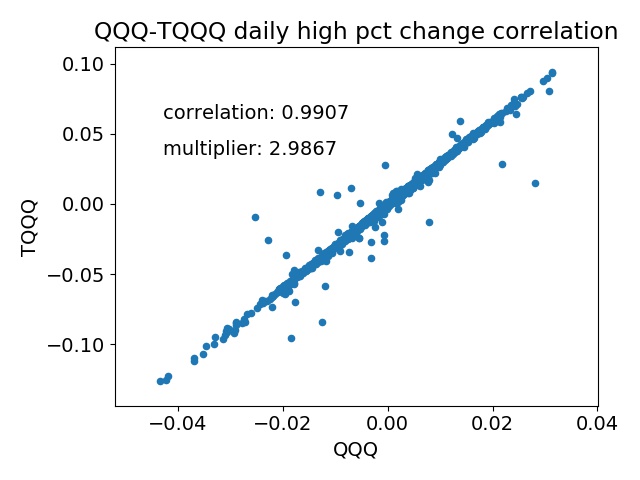 QQQ-TQQQ daily high pct change correlation
0.10
correlation: 0.9907
0.05
multiplier: 2.9867
0.00
TQQQ
−0.05
−0.10
−0.04 −0.02 0.00 0.02 0.04
QQQ